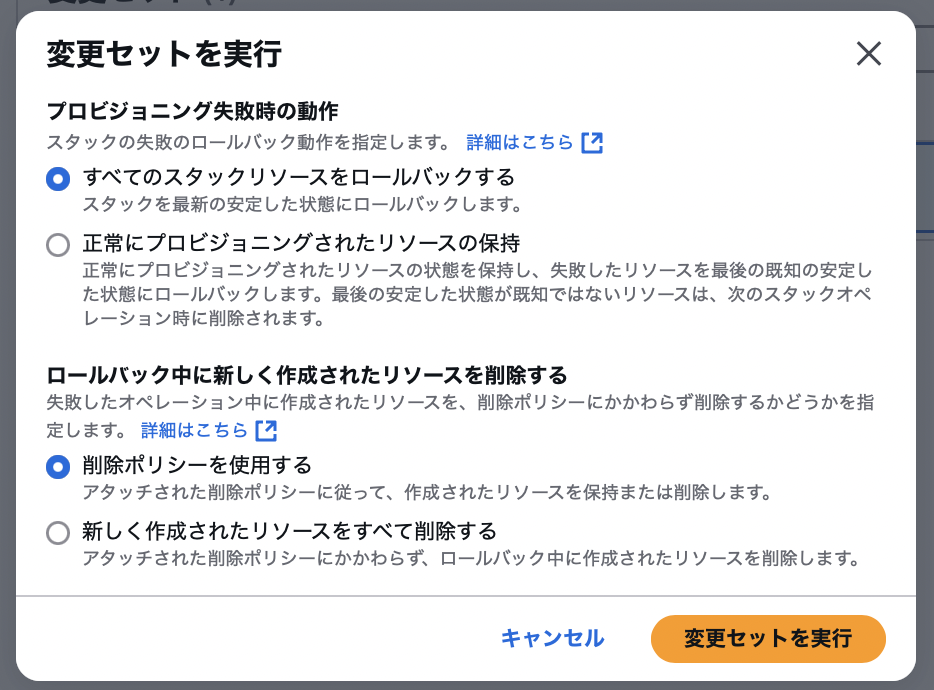 変更セットを実行
プロビジョニング失敗時の動作
スタックの失敗のロールバック動作を指定します。 詳細はこちら
すべてのスタックリソースをロールバックする
スタックを最新の安定した状態にロールバックします。
正常にプロビジョニングされたリソースの保持
正常にプロビジョニングされたリソースの状態を保持し、失敗したリソースを最後の既知の安定し
た状態にロールバックします。最後の安定した状態が既知ではないリソースは、次のスタックオペ
レーション時に削除されます。
ロールバック中に新しく作成されたリソースを削除する
失敗したオペレーション中に作成されたリソースを、削除ポリシーにかかわらず削除するかどうかを指
定します。 詳細はこちら
削除ポリシーを使用する
アタッチされた削除ポリシーに従って、作成されたリソースを保持または削除します。
新しく作成されたリソースをすべて削除する
アタッチされた削除ポリシーにかかわらず、ロールバック中に作成されたリソースを削除します。
キャンセル
変更セットを実行